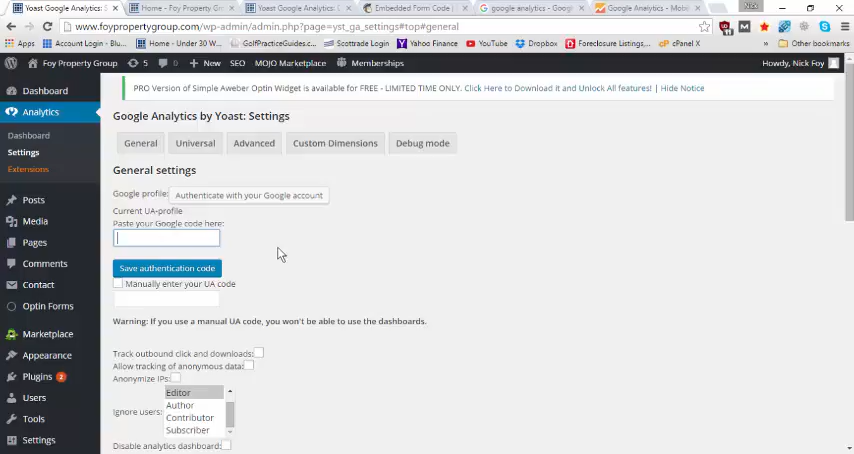 Yoast Google Analytics S
Home - Foy Property Gro
Yoast Google Analytics S
Embedded Form Code |
google analytics - Googl
Google Analytics - Mobil
Nick
www.foypropertygroup.com/wp-admin/admin.php?page=yst_ga_settings#top#general
Apps
Account Login - Blu...
Home - Under 30 W...
GolfPracticeGuides.c...
Scottrade Login
Yahoo Finance
YouTube
Dropbox
Foreclosure Listings,...
cPanel X
Other bookmarks
Foy Property Group
5
0
New
SEO
MOJO Marketplace
Memberships
Howdy, Nick Foy
Dashboard
Analytics
Dashboard
Settings
Extensions
Posts
Media
Pages
Comments
Contact
Optin Forms
Marketplace
Appearance
Plugins 2
Users
Tools
Settings
PRO Version of Simple Aweber Optin Widget is available for FREE - LIMITED TIME ONLY. Click Here to Download it and Unlock All features! | Hide Notice
Google Analytics by Yoast: Settings
General
Universal
Advanced
Custom Dimensions
Debug mode
General settings
Google profile: Authenticate with your Google account
Current UA-profile
Paste your Google code here:
Save authentication code
Manually enter your UA code
Warning: If you use a manual UA code, you won't be able to use the dashboards.
Track outbound click and downloads:
Allow tracking of anonymous data:
Anonymize IPs:
Editor
Author
Ignore users:
Contributor
Subscriber
Disable analytics dashboard: